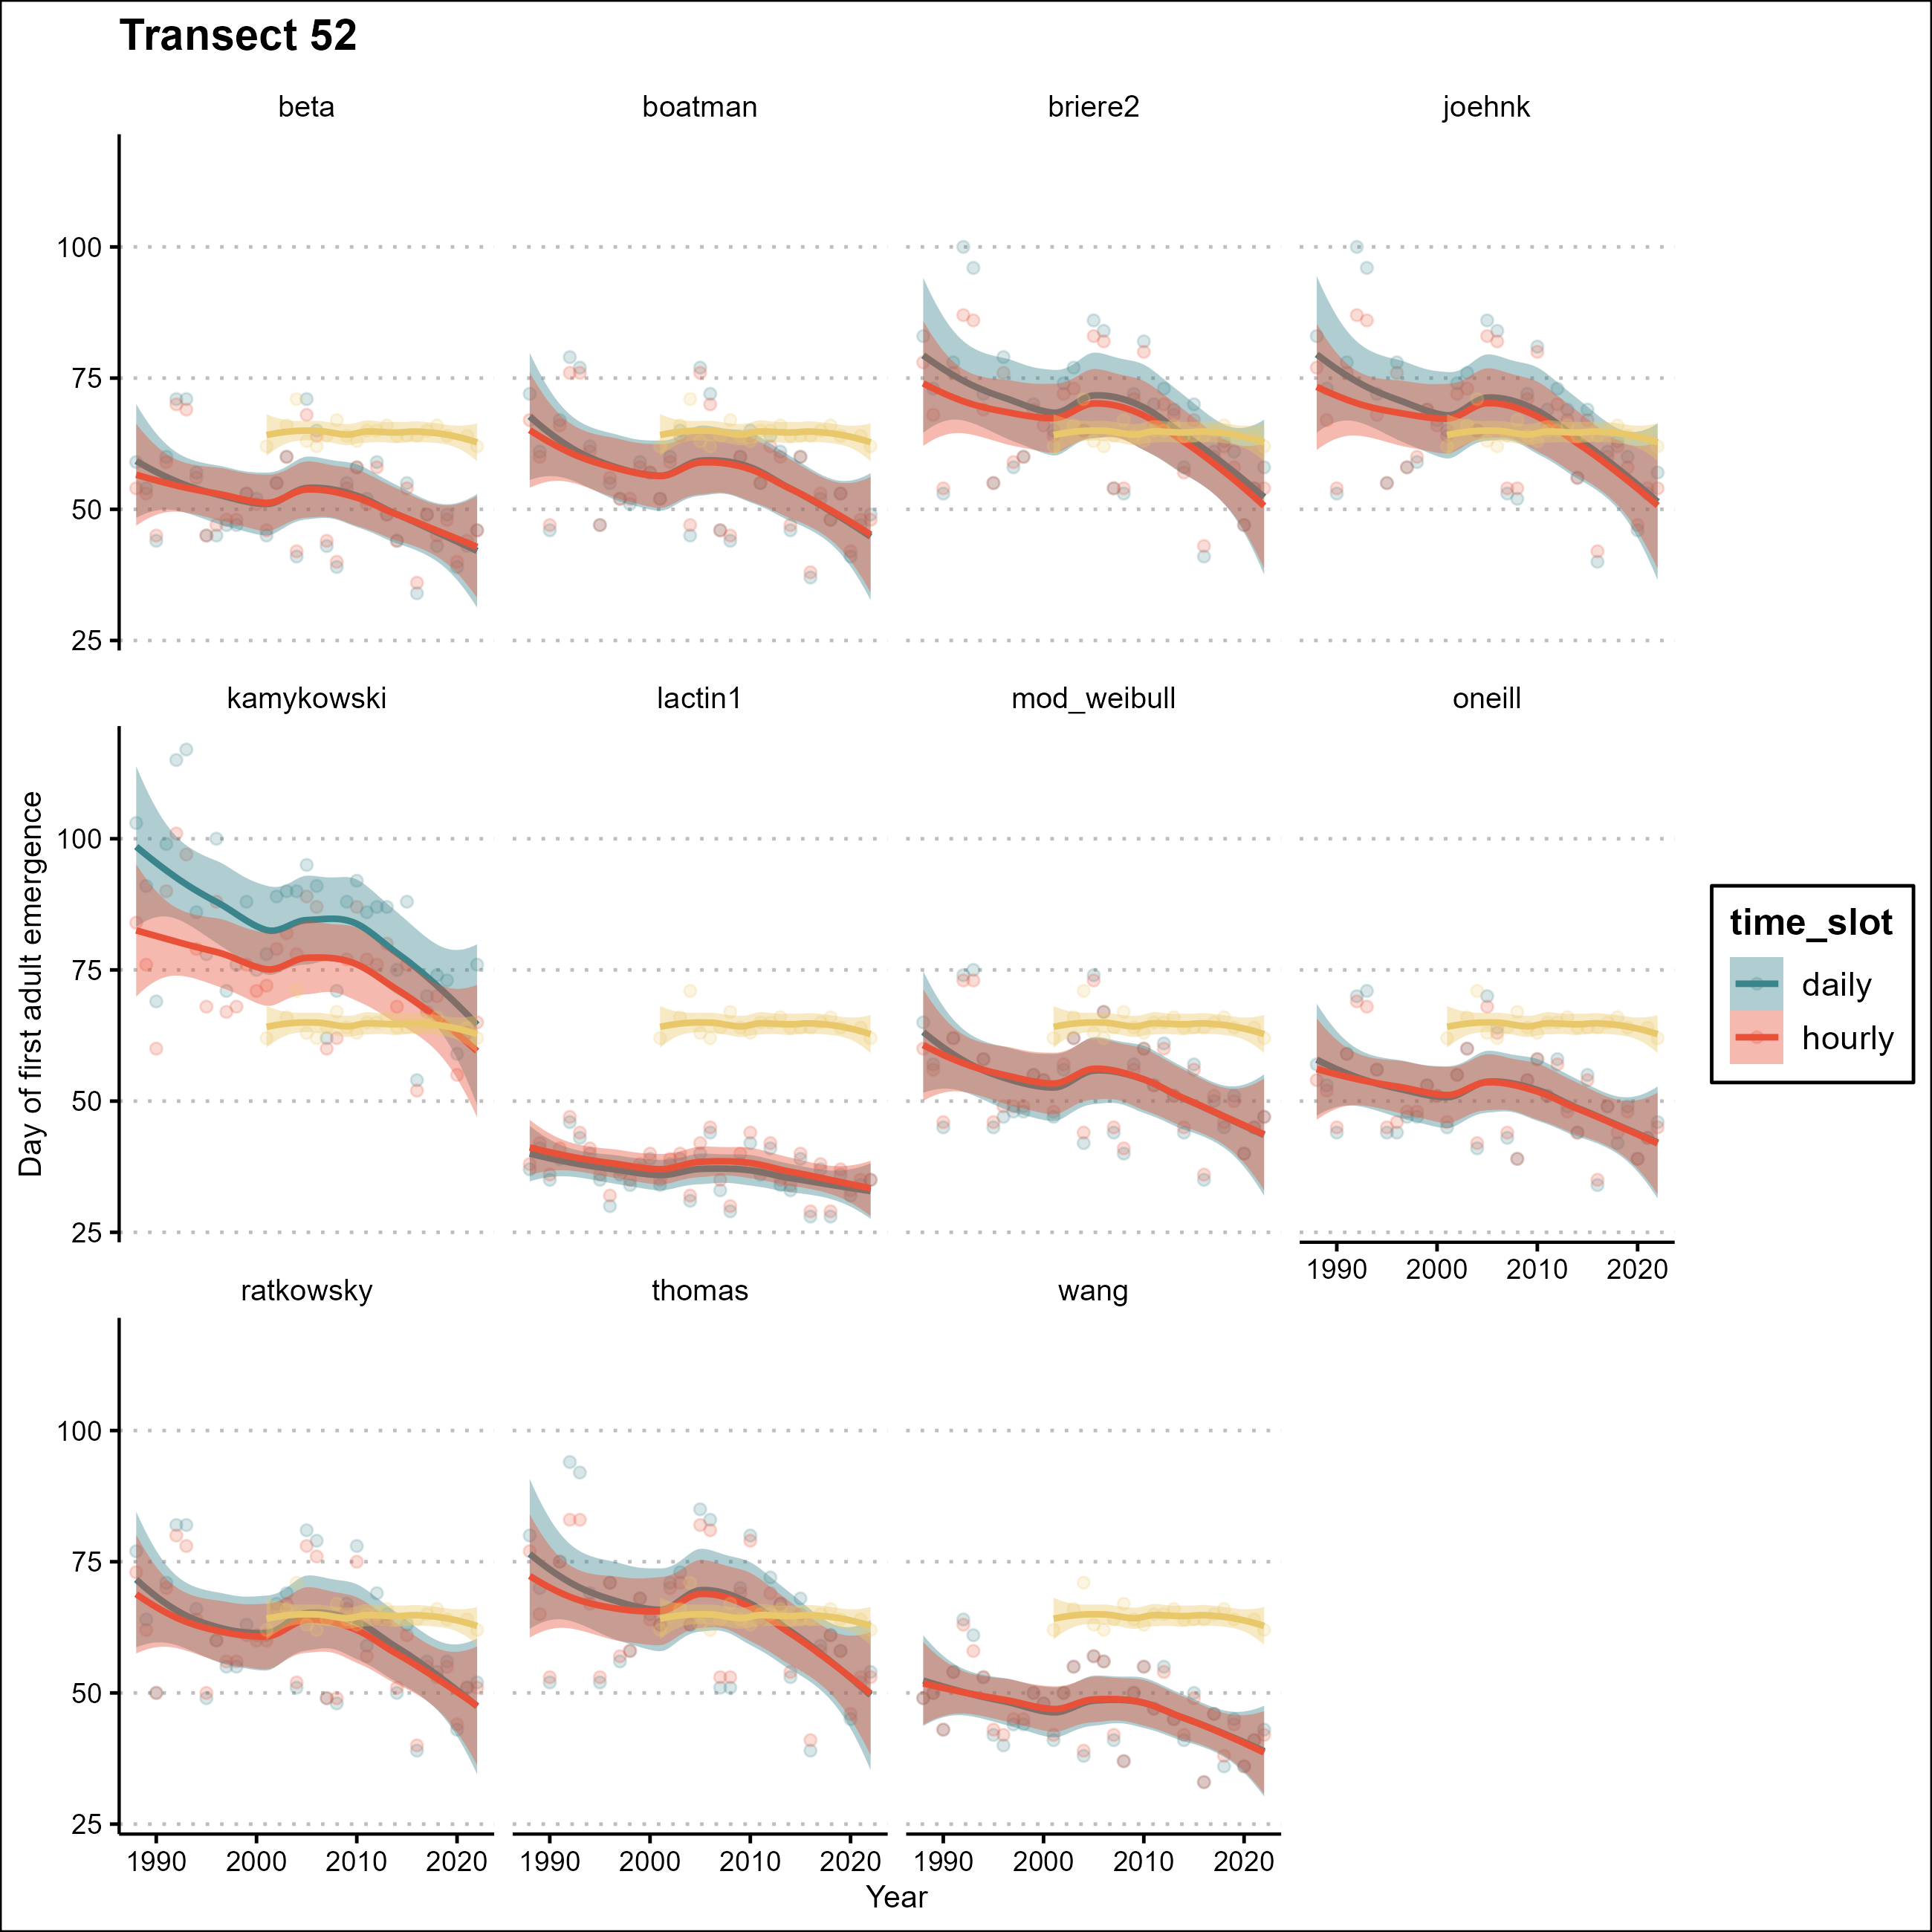 Transect 52
beta boatman briere2 joehnk
100
75
50
25
kamykowski lactin1 mod_weibull oneill
Day of first adult emergence
100
75
50
25
1990 2000 2010 2020
time_slot
daily
hourly
ratkowsky thomas wang
100
75
50
25
1990 2000 2010 2020 1990 2000 2010 2020 1990 2000 2010 2020
Year